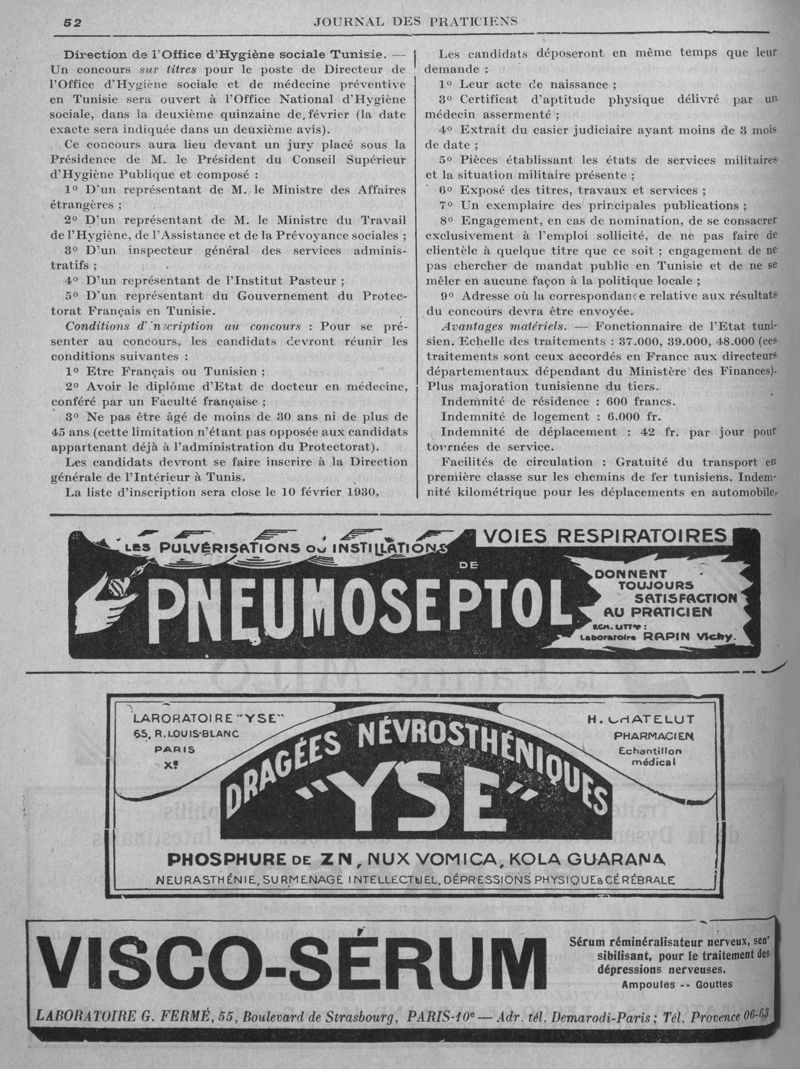 52
JOURNAL DES PRATICIENS
Direction de l'Office d'Hygiène sociale Tunisie. —
Un concours sur titres pour le poste de Directeur de
l'Office d'Hygiène sociale et de médecine préventive
en Tunisie sera ouvert à l'Office National d'Hygiène
sociale, dans la deuxième quinzaine de, février (la date
exacte sera indiquée dans un deuxième avis).
Ce concours aura lieu devant un jury placé sous la
Présidence de M. le Président du Conseil Supérieur
d'Hygiène Publique et composé :
1º D'un représentant de M. le Ministre des Affaires
étrangères ;
2º D'un représentant de M. le Ministre du Travail
de l'Hygiène, de l'Assistance et de la Prévoyance sociales ;
3º D'un inspecteur général des services adminis-
tratifs ;
4º D'un représentant de l'Institut Pasteur ;
5º D'un représentant du Gouvernement du Protec-
torat Français en Tunisie.
Conditions d'inscription au concours : Pour se pré-
senter au concours, les candidats devront réunir les
conditions suivantes :
1º Etre Français ou Tunisien ;
2º Avoir le diplôme d'Etat de docteur en médecine,
conféré par un Faculté française ;
3º Ne pas être âgé de moins de 30 ans ni de plus de
45 ans (cette limitation n'étant pas opposée aux candidats
appartenant déjà à l'administration du Protectorat).
Les candidats devront se faire inscrire à la Direction
générale de l'Intérieur à Tunis.
La liste d'inscription sera close le 10 février 1930,
Les candidats déposeront en même temps que leur
demande :
1º Leur acte de naissance ;
3º Certificat d'aptitude physique délivré par un
médecin assermenté ;
4º Extrait du casier judiciaire ayant moins de 3 mois
de date ;
5º Pièces établissant les états de services militaires
et la situation militaire présente ;
6º Exposé des titres, travaux et services ;
7º Un exemplaire des principales publications ;
8º Engagement, en cas de nomination, de se consacrer
exclusivement à l'emploi sollicité, de ne pas faire de
clientèle à quelque titre que ce soit ; engagement de ne
pas chercher de mandat public en Tunisie et de ne se
mêler en aucune façon à la politique locale ;
9º Adresse où la correspondance relative aux résultats
du concours devra être envoyée.
Avantages matériels. — Fonctionnaire de l'Etat tuni-
sien. Echelle des traitements : 37.000, 39.000, 48.000 (ces
traitements sont ceux accordés en France aux directeurs
départementaux dépendant du Ministère des Finances).
Plus majoration tunisienne du tiers.
Indemnité de résidence : 600 francs.
Indemnité de logement : 6.000 fr.
Indemnité de déplacement : 42 fr. par jour pour
tournées de service.
Facilités de circulation : Gratuité du transport en
première classe sur les chemins de fer tunisiens. Indem-
nité kilométrique pour les déplacements en automobile,
VOIES RESPIRATOIRES
LES PULVÉRISATIONS OU INSTILLATIONS
DE
PNEUMOSEPTOL
DONNENT
TOUJOURS
SATISFACTION
AU PRATICIEN
ECH. LITTre :
Laboratoire RAPIN Vichy.
LARORATOIRE "YSE"
65, R. LOUIS-BLANC
PARIS
Xe
H. CHATELUT
PHARMACIEN
Echantillon
médical
DRAGÉES NÉVROSTHÉNIQUES
"YSE"
PHOSPHURE DE ZN, NUX VOMICA, KOLA GUARANA
NEURASTHÉNIE, SURMENAGE INTELLECTUEL, DÉPRESSIONS PHYSIQUE & CÉRÉBRALE
VISCO-SÉRUM
Sérum réminéralisateur nerveux, sen-
sibilisant, pour le traitement des
dépressions nerveuses.
Ampoules -- Gouttes
LABORATOIRE G. FERMÉ, 55, Boulevard de Strasbourg, PARIS-10e — Adr. tél. Demarodi-Paris ; Tél. Provence 06-63